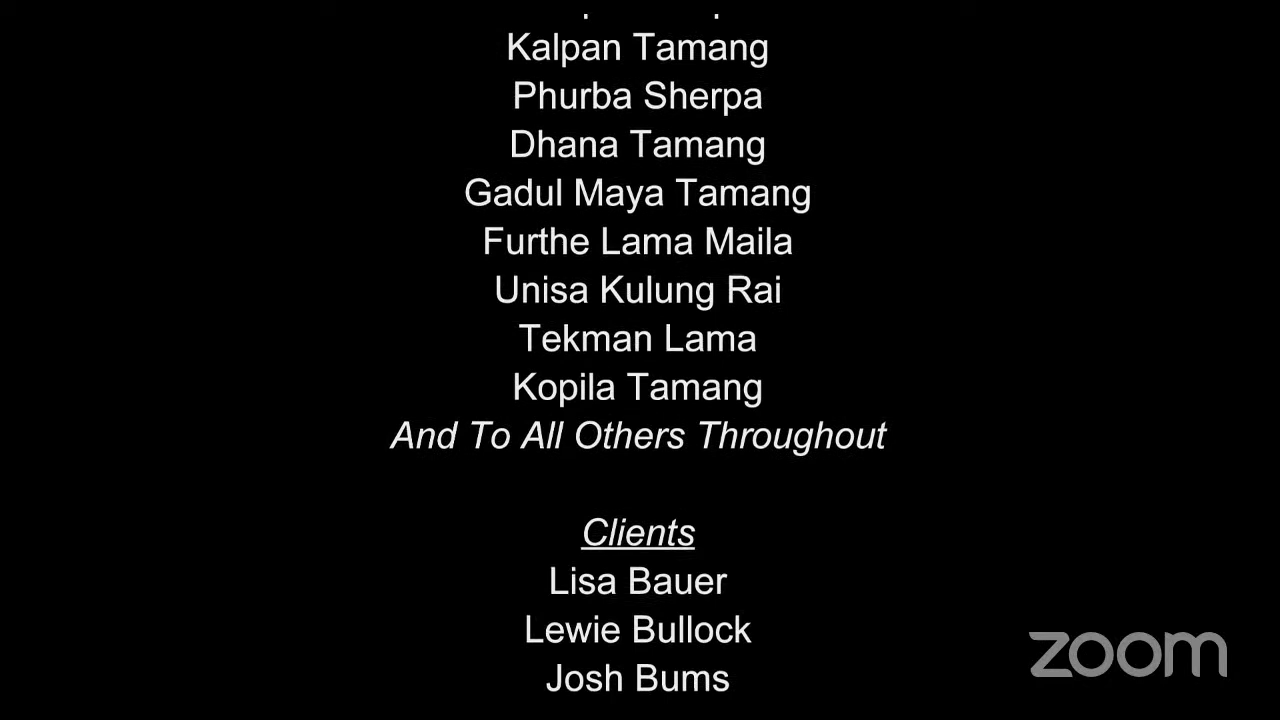 Kalpan Tamang
Phurba Sherpa
Dhana Tamang
Gadul Maya Tamang
Furthe Lama Maila
Unisa Kulung Rai
Tekman Lama
Kopila Tamang
And To All Others Throughout
Clients
Lisa Bauer
Lewie Bullock
Josh Bums
zoom